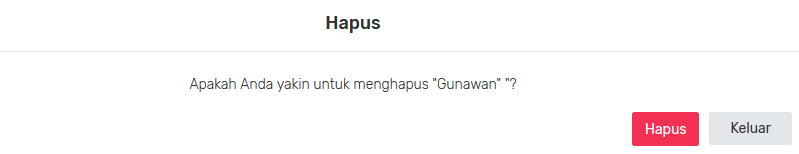 Hapus
Apakah Anda yakin untuk menghapus "Gunawan" "?
Hapus
Keluar